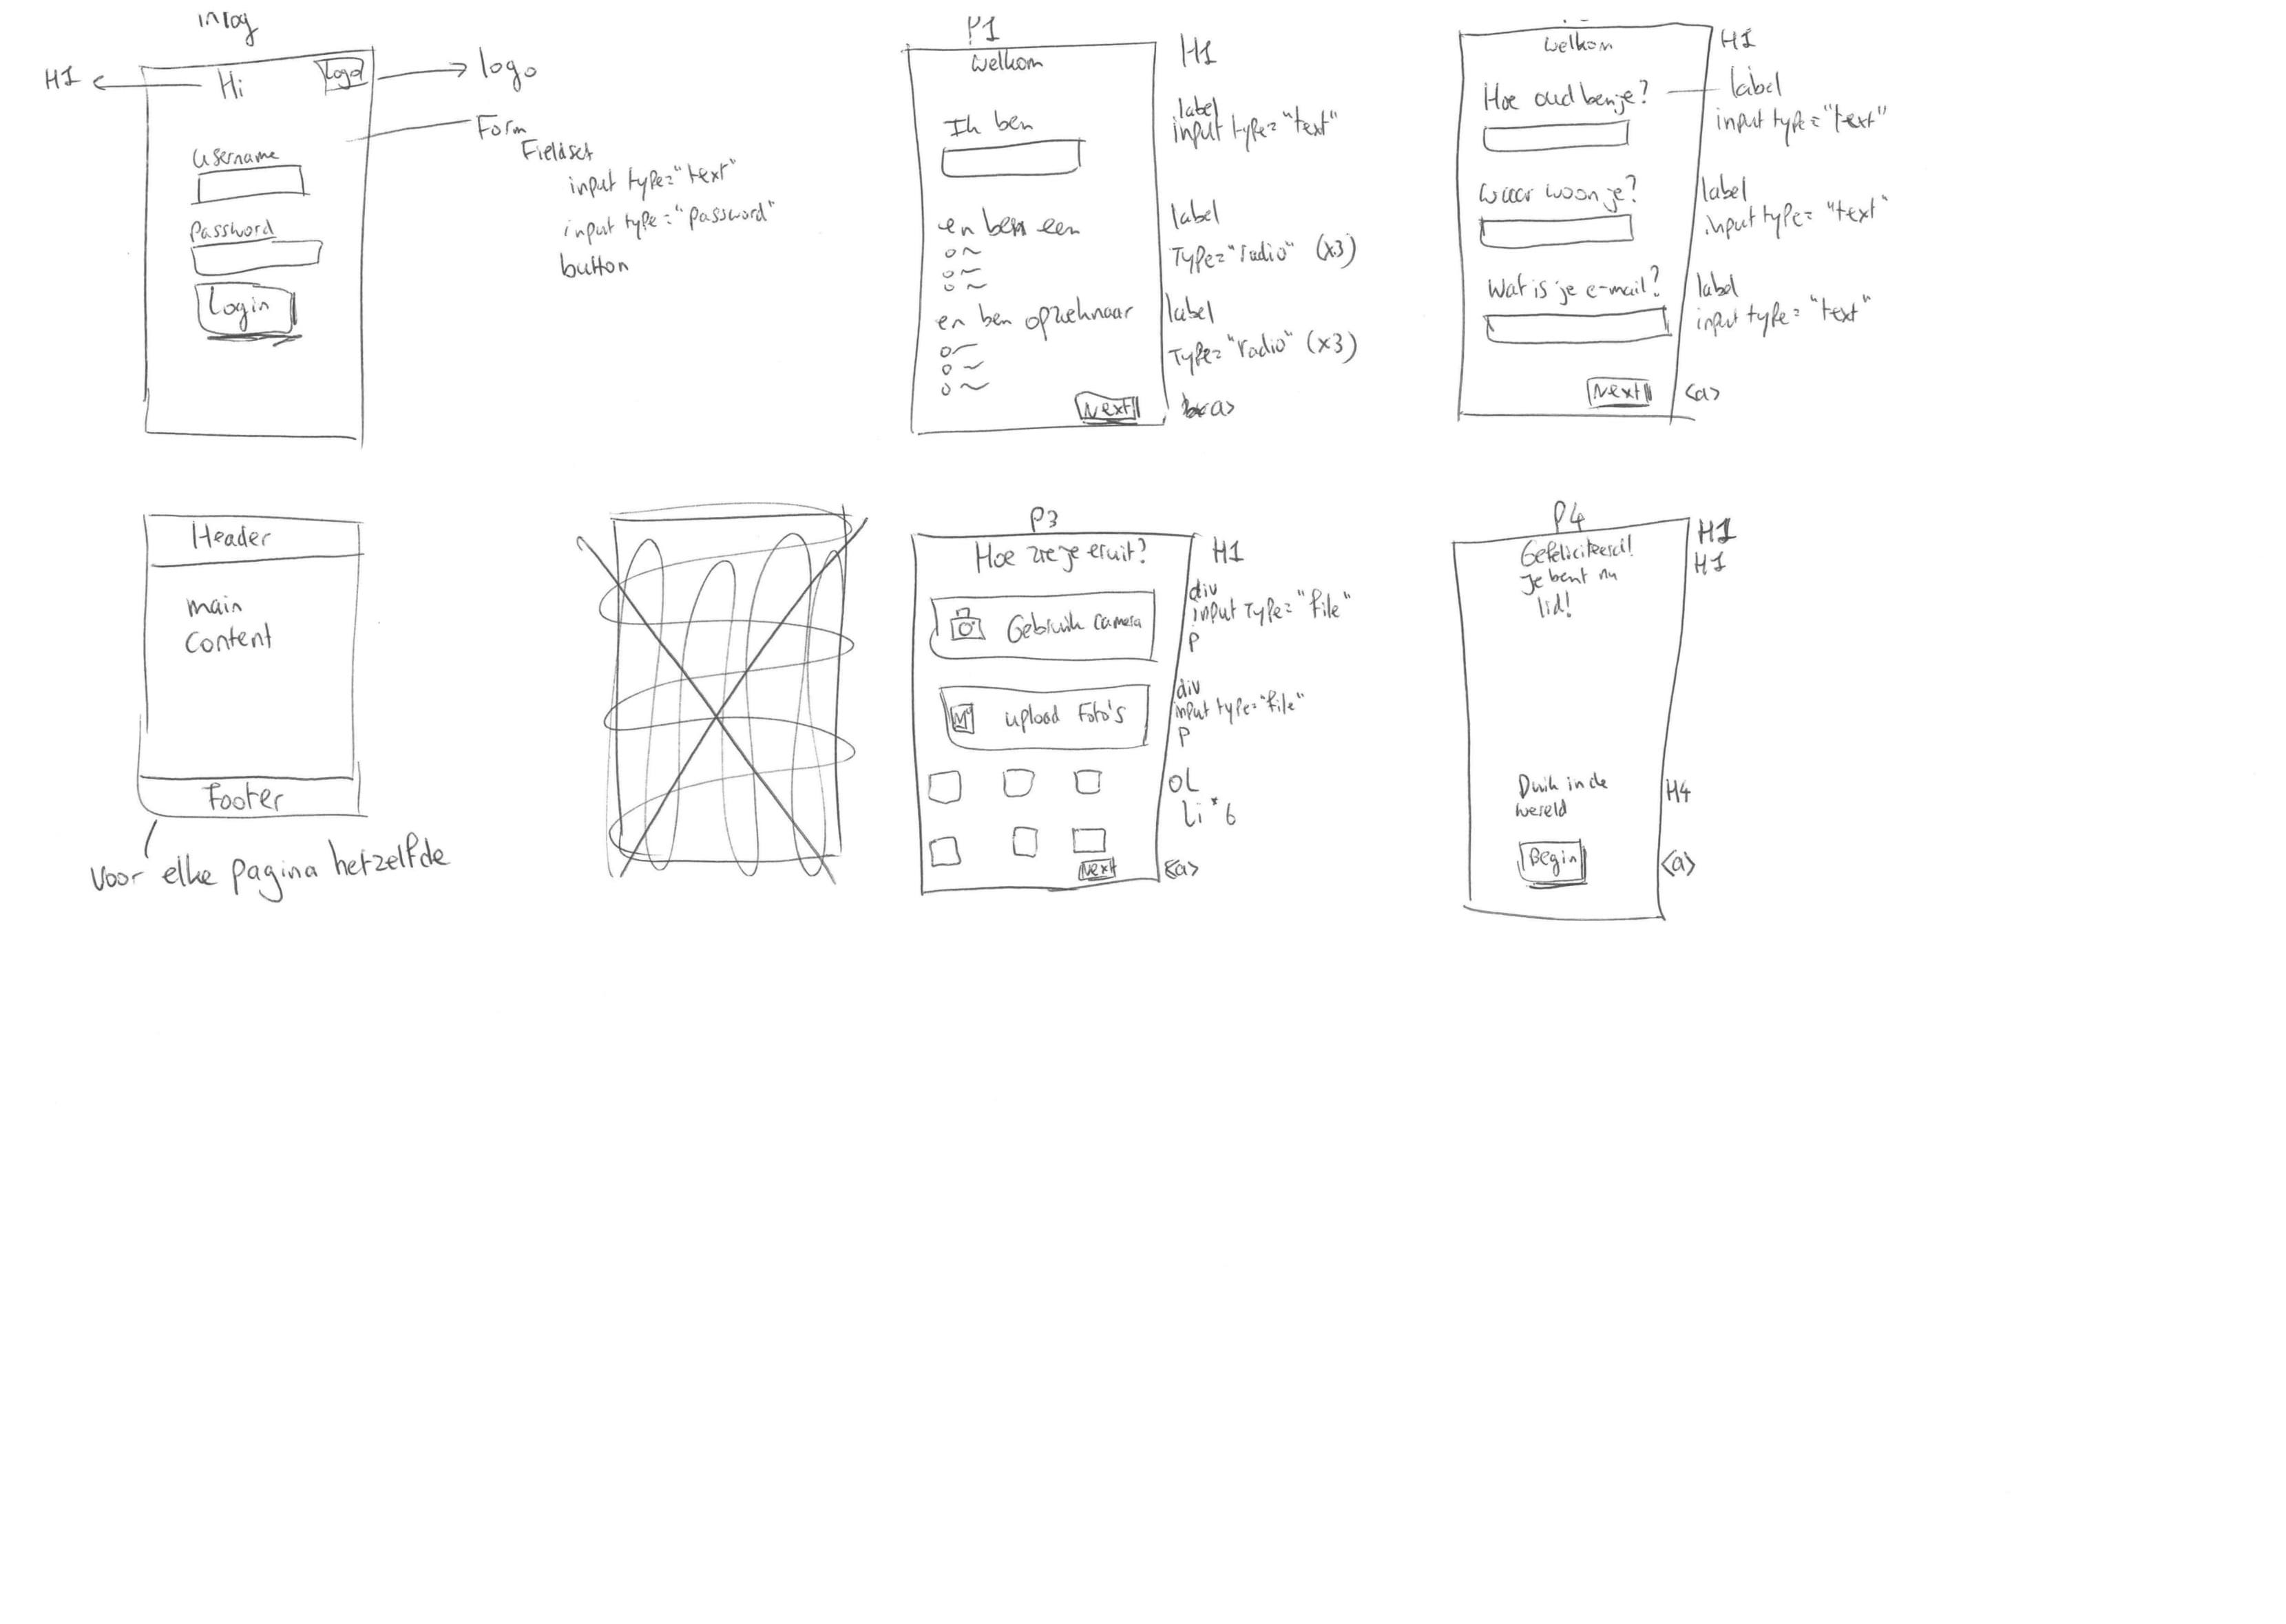 inlog
H1
Hi
Logo
logo
Form
Fieldset
username
input type="text"
Password
input type="password"
button
Login
P1
Welkom
H1
Ik ben
label
input type="text"
en ben een
label
Type="radio" (x3)
en ben opzoek naar
label
Type="radio" (x3)
Next
<a>
Welkom
H1
Hoe oud ben je?
label
input type="text"
waar woon je?
label
input type="text"
Wat is je e-mail?
label
input type="text"
Next
<a>
Header
main
content
Footer
Voor elke pagina hetzelfde
P3
Hoe zie je eruit?
H1
Gebruik camera
div
input Type="file"
P
upload Foto's
div
input type="file"
P
OL
Li*6
Next
<a>
P4
H1
Gefeliciteerd!
H1
Je bent nu
lid!
Duik in de
wereld
H4
Begin
<a>